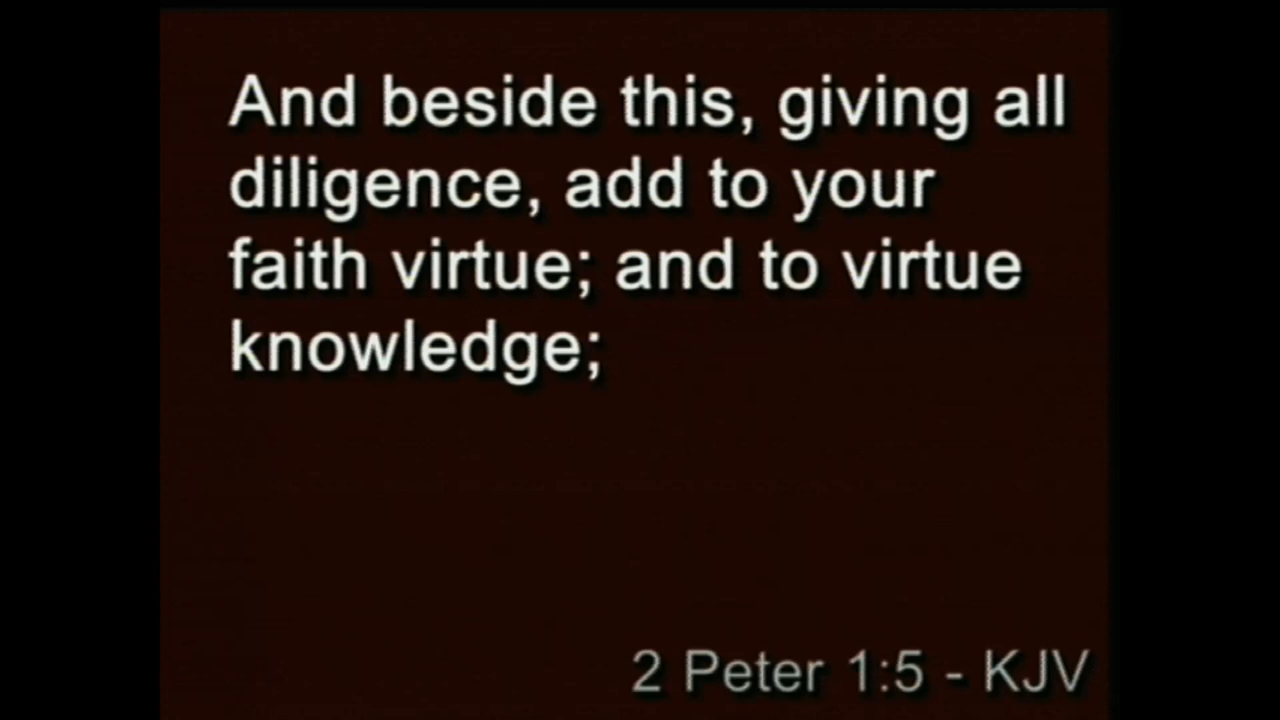 And beside this, giving all
diligence, add to your
faith virtue; and to virtue
knowledge;
2 Peter 1:5 - KJV